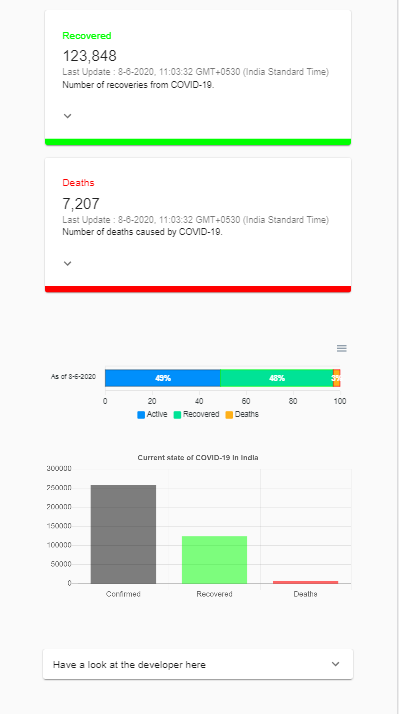 Recovered
123,848
Last Update : 8-6-2020, 11:03:32 GMT+0530 (India Standard Time)
Number of recoveries from COVID-19.
Deaths
7,207
Last Update : 8-6-2020, 11:03:32 GMT+0530 (India Standard Time)
Number of deaths caused by COVID-19.
As of 8-6-2020 49% 48% 3%
0 20 40 60 80 100
Active Recovered Deaths
Current state of COVID-19 in India
300000
250000
200000
150000
100000
50000
0
Confirmed Recovered Deaths
Have a look at the developer here